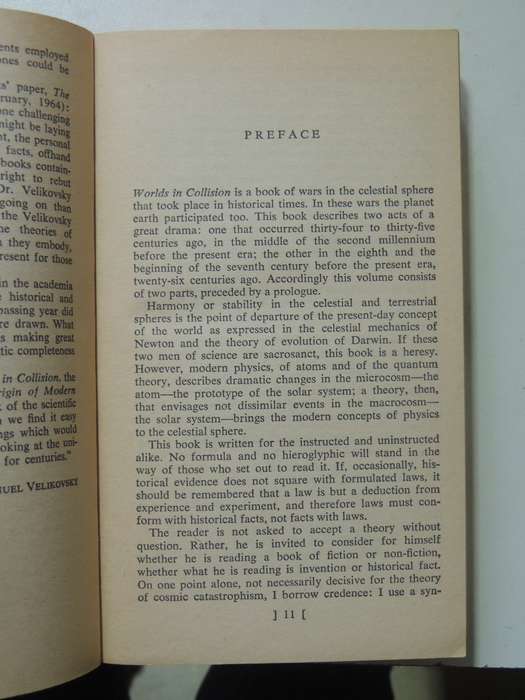 ents employed
ones could be
s' paper, The
ruary, 1964):
one challenging
might be laying
nt, the personal
facts, offhand
books contain-
right to rebut
Dr. Velikovsky
going on than
the Velikovsky
the theories of
they embody,
present for those
in the academia
historical and
passing year did
re drawn. What
s making great
tic completeness
in Collision, the
rigin of Modern
k of the scientific
we find it easy
ngs which would
ooking at the uni-
for centuries."
NUEL VELIKOVSKY
PREFACE
Worlds in Collision is a book of wars in the celestial sphere
that took place in historical times. In these wars the planet
earth participated too. This book describes two acts of a
great drama: one that occurred thirty-four to thirty-five
centuries ago, in the middle of the second millennium
before the present era; the other in the eighth and the
beginning of the seventh century before the present era,
twenty-six centuries ago. Accordingly this volume consists
of two parts, preceded by a prologue.
Harmony or stability in the celestial and terrestrial
spheres is the point of departure of the present-day concept
of the world as expressed in the celestial mechanics of
Newton and the theory of evolution of Darwin. If these
two men of science are sacrosanct, this book is a heresy.
However, modern physics, of atoms and of the quantum
theory, describes dramatic changes in the microcosm—the
atom—the prototype of the solar system; a theory, then,
that envisages not dissimilar events in the macrocosm—
the solar system—brings the modern concepts of physics
to the celestial sphere.
This book is written for the instructed and uninstructed
alike. No formula and no hieroglyphic will stand in the
way of those who set out to read it. If, occasionally, his-
torical evidence does not square with formulated laws, it
should be remembered that a law is but a deduction from
experience and experiment, and therefore laws must con-
form with historical facts, not facts with laws.
The reader is not asked to accept a theory without
question. Rather, he is invited to consider for himself
whether he is reading a book of fiction or non-fiction,
whether what he is reading is invention or historical fact.
On one point alone, not necessarily decisive for the theory
of cosmic catastrophism, I borrow credence: I use a syn-
] 11 [